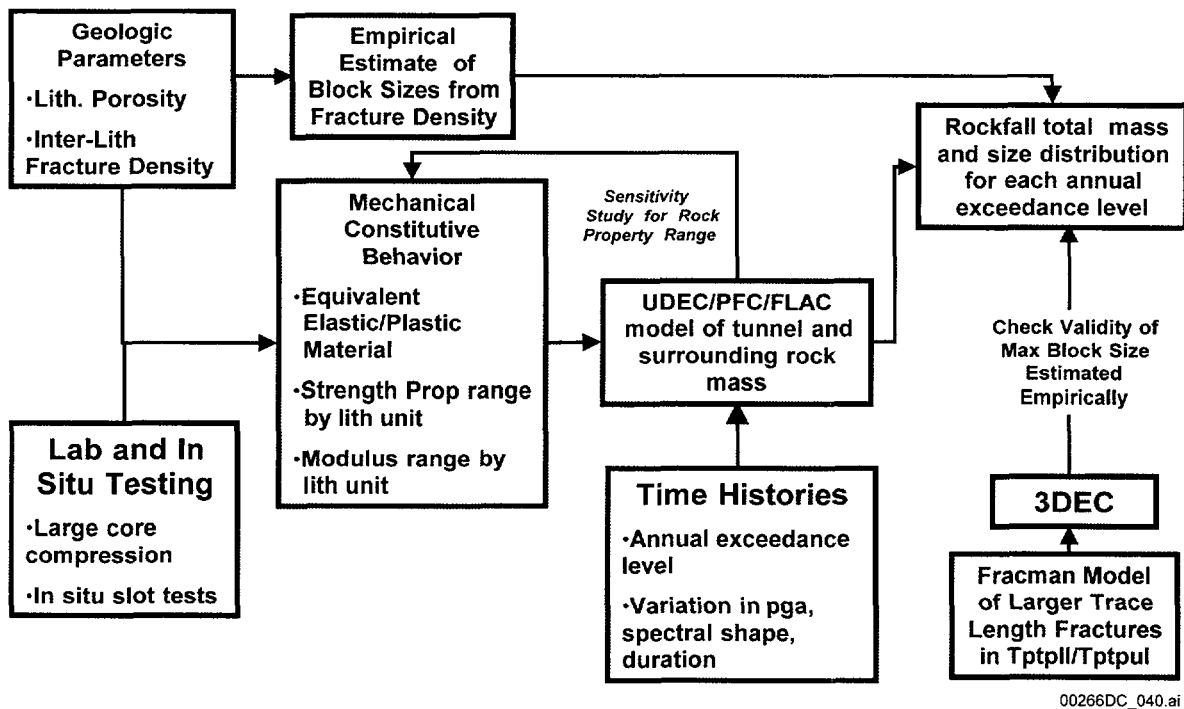 Geologic
Parameters
•Lith. Porosity
•Inter-Lith
Fracture Density
Empirical
Estimate of
Block Sizes from
Fracture Density
Rockfall total mass
and size distribution
for each annual
exceedance level
Mechanical
Constitutive
Behavior
•Equivalent
Elastic/Plastic
Material
•Strength Prop range
by lith unit
•Modulus range by
lith unit
Sensitivity
Study for Rock
Property Range
UDEC/PFC/FLAC
model of tunnel and
surrounding rock
mass
Check Validity of
Max Block Size
Estimated
Empirically
Lab and In
Situ Testing
•Large core
compression
•In situ slot tests
Time Histories
•Annual exceedance
level
•Variation in pga,
spectral shape,
duration
3DEC
Fracman Model
of Larger Trace
Length Fractures
in Tptpll/Tptpul
00266DC_040.ai